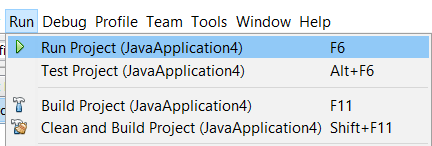 Run Debug Profile Team Tools Window Help
Run Project (JavaApplication4) F6
Test Project (JavaApplication4) Alt+F6
Build Project (JavaApplication4) F11
Clean and Build Project (JavaApplication4) Shift+F11